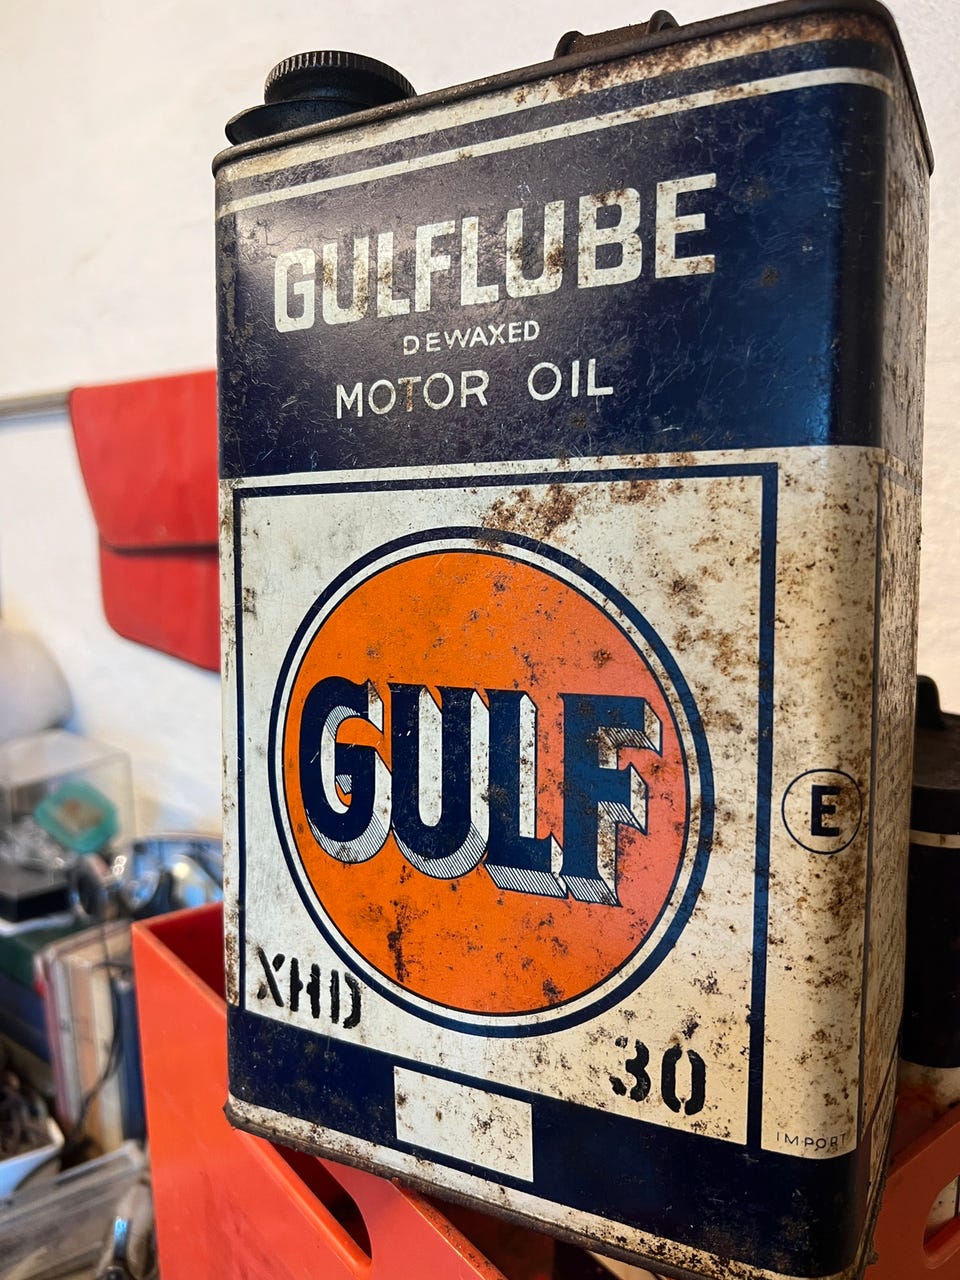 GULFLUBE
DEWAXED
MOTOR OIL
GULF
E
XHD
30
IMPORT